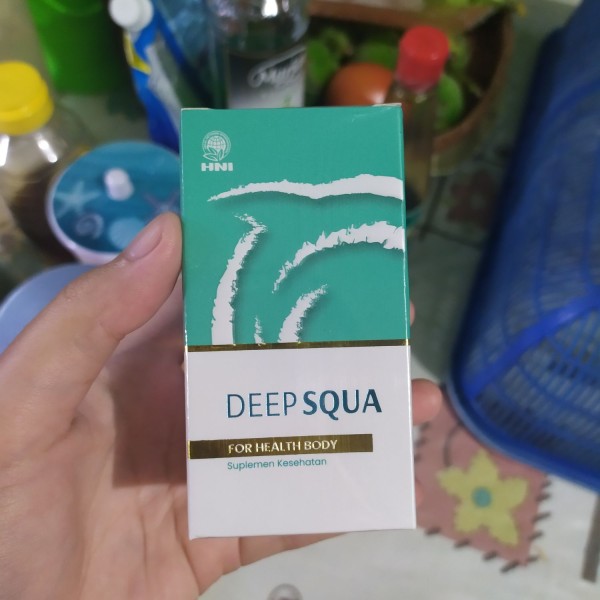 HNI
DEEP SQUA
FOR HEALTH BODY
Suplemen Kesehatan